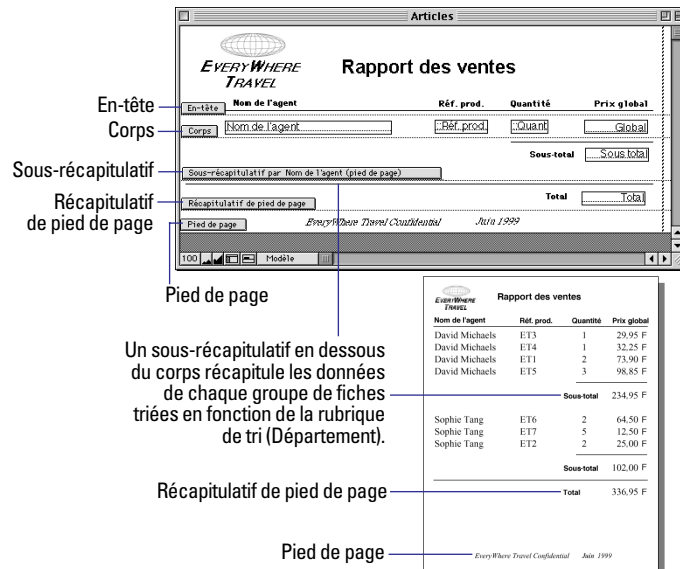 Articles
EVERYWHERE
TRAVEL
Rapport des ventes
En-tête
En-tête Nom de l'agent Réf. prod. Quantité Prix global
Corps
Corps Nom de l'agent ::Réf. prod. ::Quant Global
Sous-total Sous total
Sous-récapitulatif
Sous-récapitulatif par Nom de l'agent (pied de page)
Récapitulatif
de pied de page
Récapitulatif de pied de page Total Total
Pied de page EveryWhere Travel Confidential Juin 1999
100 Modèle
Pied de page
Un sous-récapitulatif en dessous
du corps récapitule les données
de chaque groupe de fiches
triées en fonction de la rubrique
de tri (Département).
EVERYWHERE
TRAVEL
Rapport des ventes
Nom de l'agent Réf. prod. Quantité Prix global
David Michaels ET3 1 29,95 F
David Michaels ET4 1 32,25 F
David Michaels ET1 2 73,90 F
David Michaels ET5 3 98,85 F
Sous-total 234,95 F
Sophie Tang ET6 2 64,50 F
Sophie Tang ET7 5 12,50 F
Sophie Tang ET2 2 25,00 F
Sous-total 102,00 F
Récapitulatif de pied de page
Total 336,95 F
Pied de page
EveryWhere Travel Confidential Juin 1999